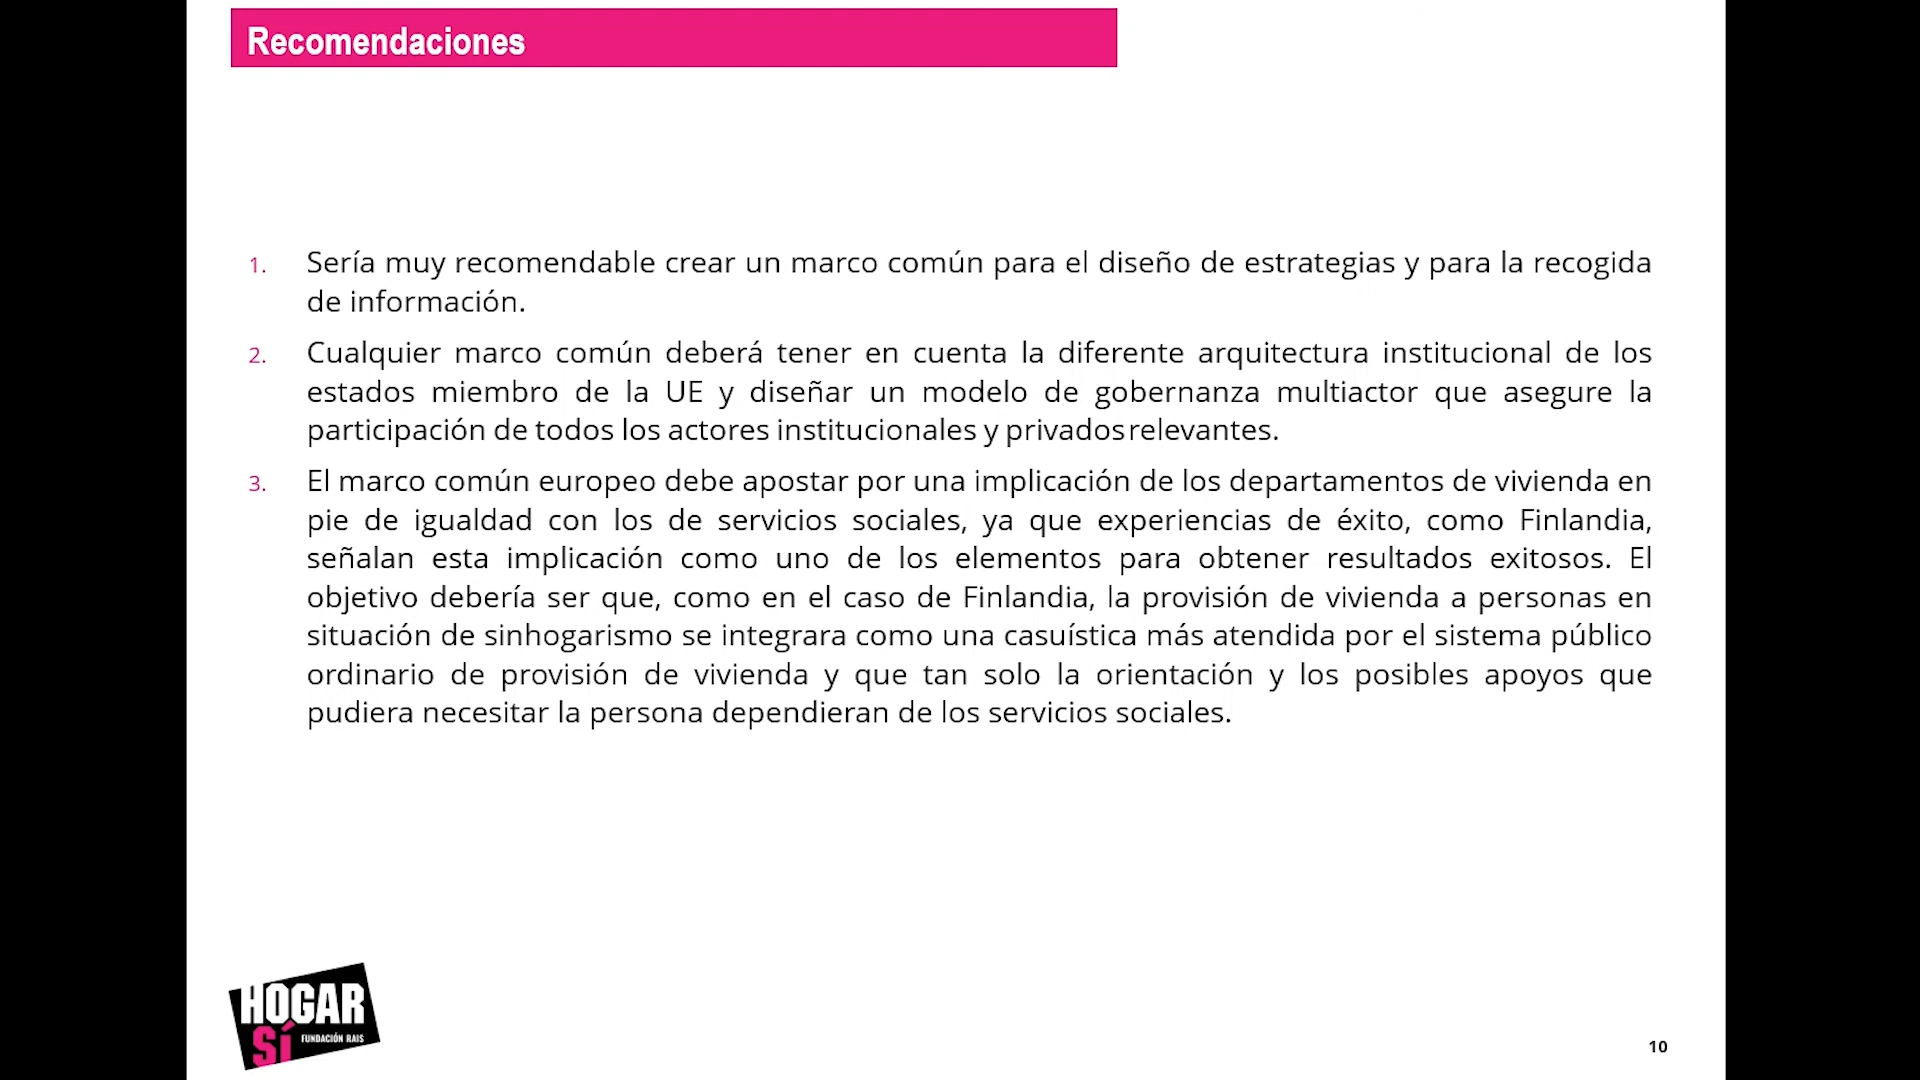 Recomendaciones
1. Sería muy recomendable crear un marco común para el diseño de estrategias y para la recogida
de información.
2. Cualquier marco común deberá tener en cuenta la diferente arquitectura institucional de los
estados miembro de la UE y diseñar un modelo de gobernanza multiactor que asegure la
participación de todos los actores institucionales y privados relevantes.
3. El marco común europeo debe apostar por una implicación de los departamentos de vivienda en
pie de igualdad con los de servicios sociales, ya que experiencias de éxito, como Finlandia,
señalan esta implicación como uno de los elementos para obtener resultados exitosos. El
objetivo debería ser que, como en el caso de Finlandia, la provisión de vivienda a personas en
situación de sinhogarismo se integrara como una casuística más atendida por el sistema público
ordinario de provisión de vivienda y que tan solo la orientación y los posibles apoyos que
pudiera necesitar la persona dependieran de los servicios sociales.
HOGAR
SÍ FUNDACIÓN RAIS
10